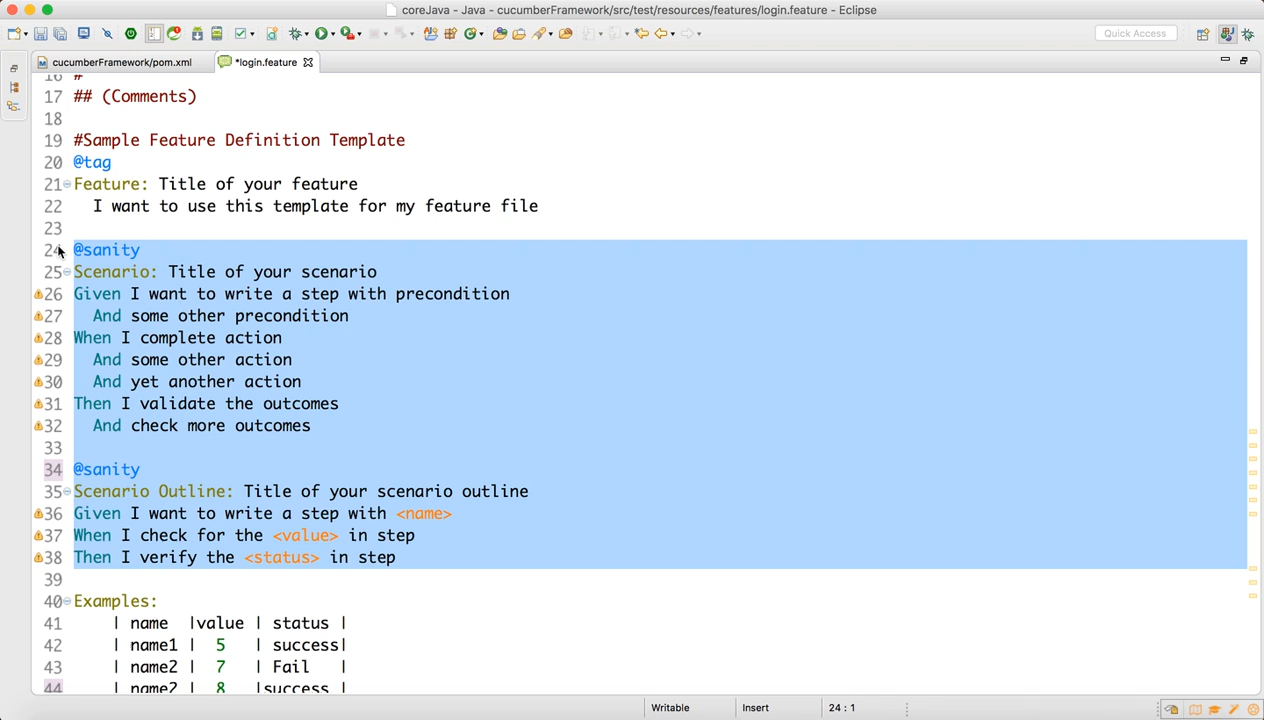 coreJava - Java - cucumberFramework/src/test/resources/features/login.feature - Eclipse
Quick Access
cucumberFramework/pom.xml
*login.feature
16 #
17 ## (Comments)
18
19 #Sample Feature Definition Template
20 @tag
21 Feature: Title of your feature
22 I want to use this template for my feature file
23
24 @sanity
25 Scenario: Title of your scenario
26 Given I want to write a step with precondition
27 And some other precondition
28 When I complete action
29 And some other action
30 And yet another action
31 Then I validate the outcomes
32 And check more outcomes
33
34 @sanity
35 Scenario Outline: Title of your scenario outline
36 Given I want to write a step with <name>
37 When I check for the <value> in step
38 Then I verify the <status> in step
39
40 Examples:
41 | name |value | status |
42 | name1 | 5 | success|
43 | name2 | 7 | Fail |
44 | name2 | 8 |success |
Writable
Insert
24 : 1